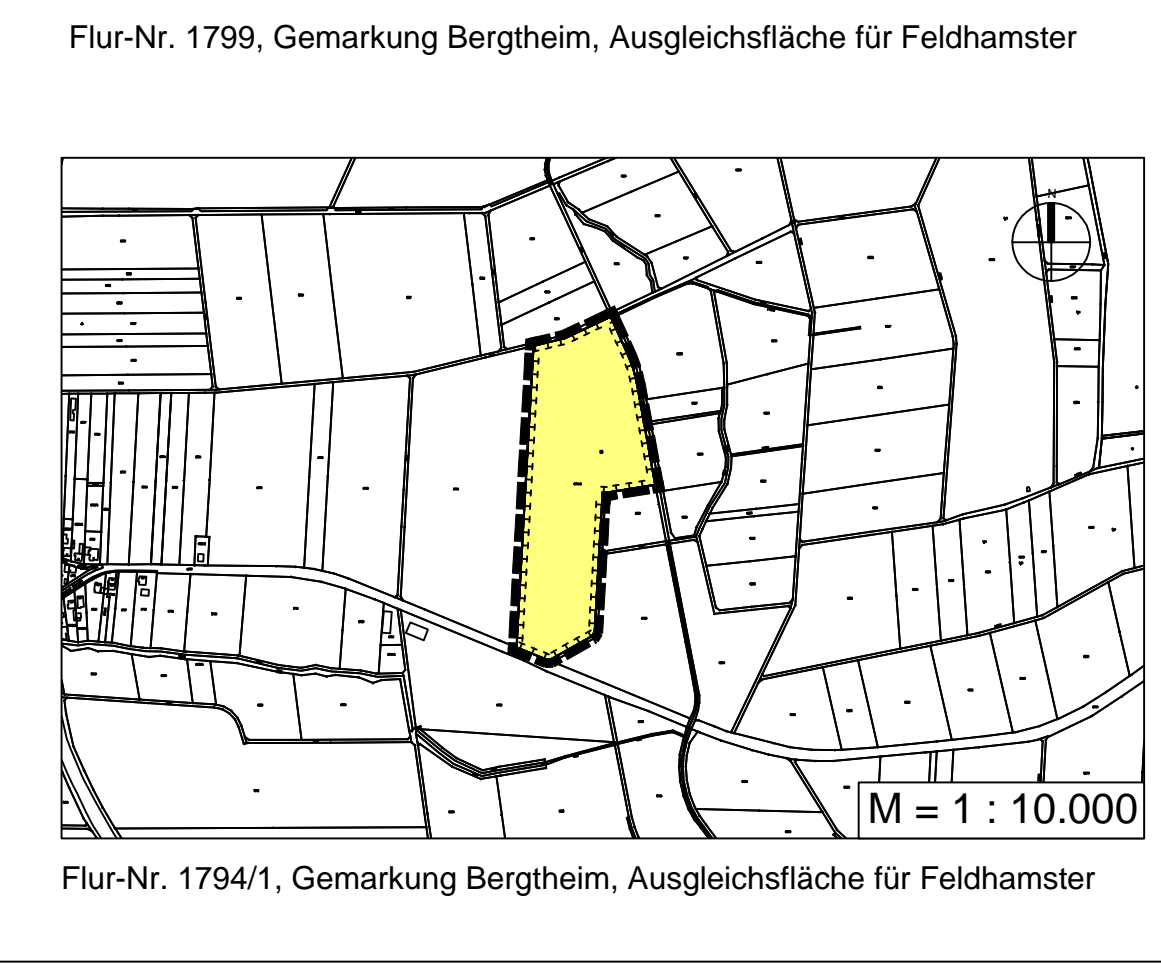 Flur-Nr. 1799, Gemarkung Bergtheim, Ausgleichsfläche für Feldhamster
N
M = 1 : 10.000
Flur-Nr. 1794/1, Gemarkung Bergtheim, Ausgleichsfläche für Feldhamster